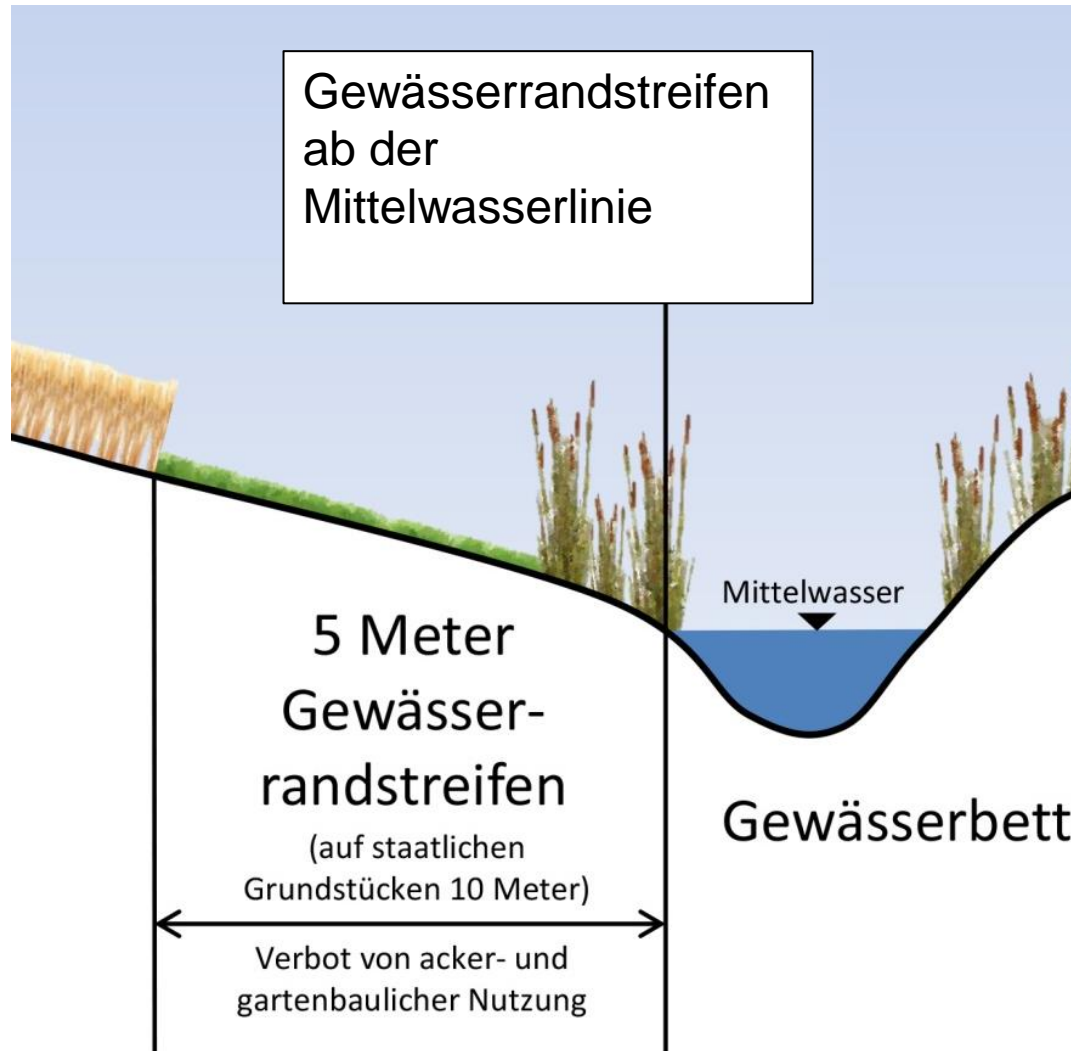 Gewässerrandstreifen
ab der
Mittelwasserlinie
Mittelwasser
5 Meter
Gewässer-
randstreifen
(auf staatlichen
Grundstücken 10 Meter)
Gewässerbett
Verbot von acker- und
gartenbaulicher Nutzung